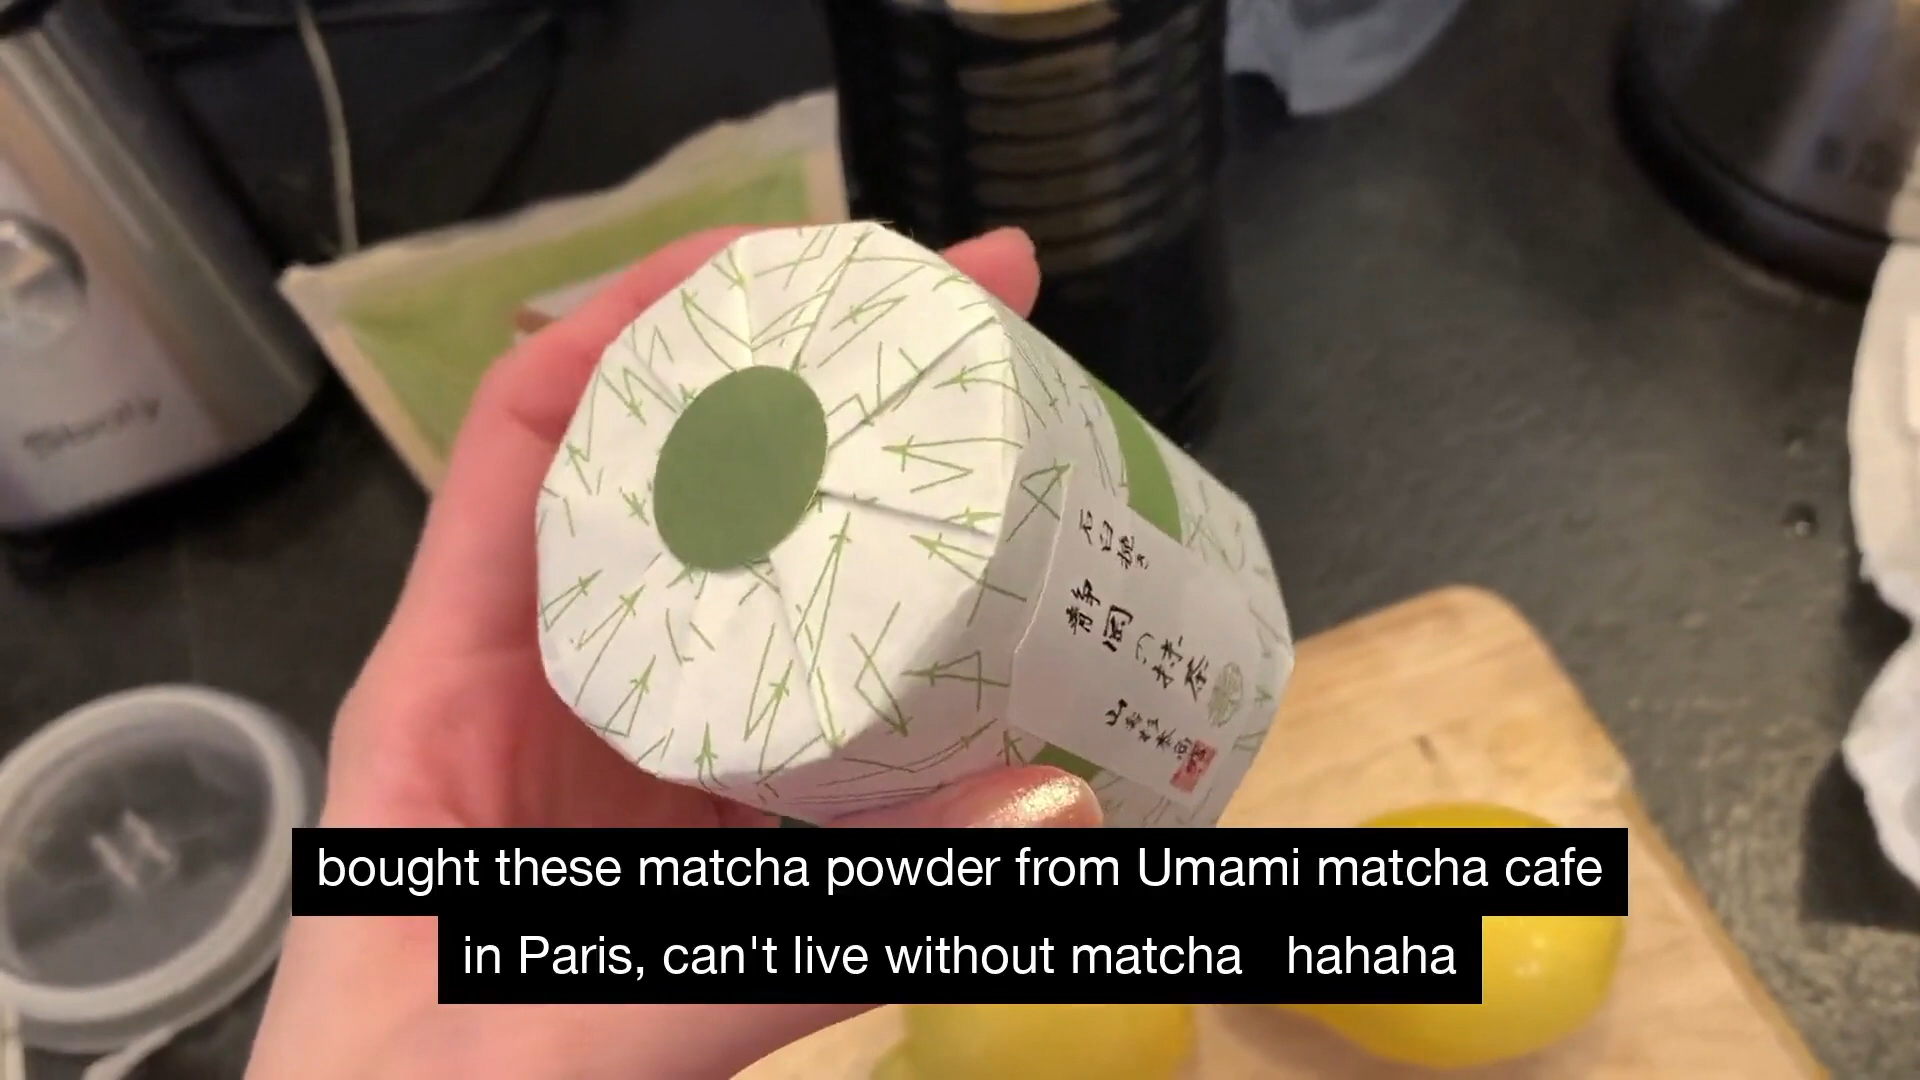 石臼挽き
静岡の抹茶
bought these matcha powder from Umami matcha cafe
in Paris, can't live without matcha hahaha